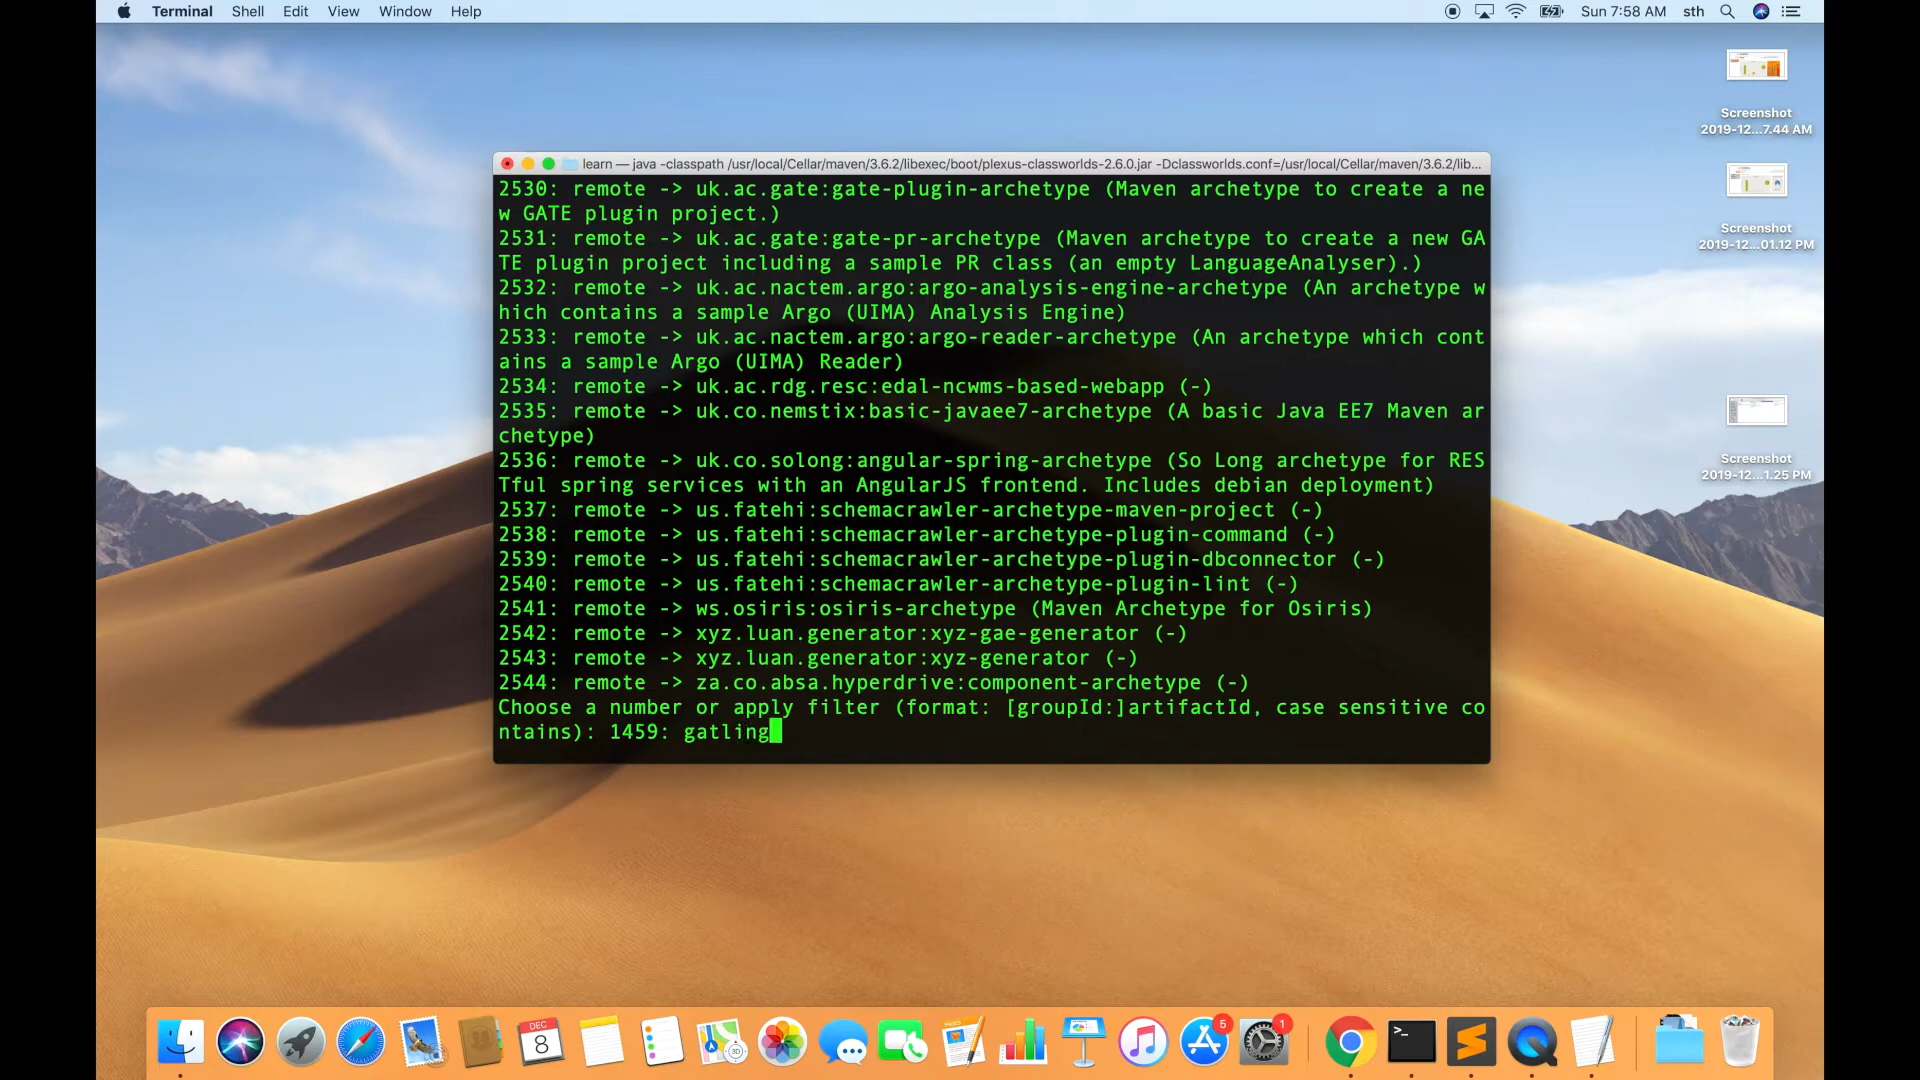 Terminal Shell Edit View Window Help Sun 7:58 AM sth
Screenshot
2019-12...7.44 AM
Screenshot
2019-12...01.12 PM
Screenshot
2019-12...1.25 PM
learn — java -classpath /usr/local/Cellar/maven/3.6.2/libexec/boot/plexus-classworlds-2.6.0.jar -Dclassworlds.conf=/usr/local/Cellar/maven/3.6.2/lib...
2530: remote -> uk.ac.gate:gate-plugin-archetype (Maven archetype to create a ne
w GATE plugin project.)
2531: remote -> uk.ac.gate:gate-pr-archetype (Maven archetype to create a new GA
TE plugin project including a sample PR class (an empty LanguageAnalyser).)
2532: remote -> uk.ac.nactem.argo:argo-analysis-engine-archetype (An archetype w
hich contains a sample Argo (UIMA) Analysis Engine)
2533: remote -> uk.ac.nactem.argo:argo-reader-archetype (An archetype which cont
ains a sample Argo (UIMA) Reader)
2534: remote -> uk.ac.rdg.resc:edal-ncwms-based-webapp (-)
2535: remote -> uk.co.nemstix:basic-javaee7-archetype (A basic Java EE7 Maven ar
chetype)
2536: remote -> uk.co.solong:angular-spring-archetype (So Long archetype for RES
Tful spring services with an AngularJS frontend. Includes debian deployment)
2537: remote -> us.fatehi:schemacrawler-archetype-maven-project (-)
2538: remote -> us.fatehi:schemacrawler-archetype-plugin-command (-)
2539: remote -> us.fatehi:schemacrawler-archetype-plugin-dbconnector (-)
2540: remote -> us.fatehi:schemacrawler-archetype-plugin-lint (-)
2541: remote -> ws.osiris:osiris-archetype (Maven Archetype for Osiris)
2542: remote -> xyz.luan.generator:xyz-gae-generator (-)
2543: remote -> xyz.luan.generator:xyz-generator (-)
2544: remote -> za.co.absa.hyperdrive:component-archetype (-)
Choose a number or apply filter (format: [groupId:]artifactId, case sensitive co
ntains): 1459: gatling
DEC
8
3D
5
1
>_